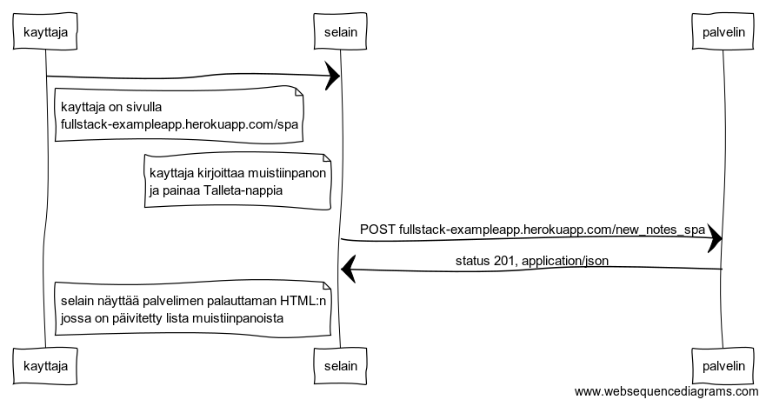 kayttaja
selain
palvelin
kayttaja on sivulla
fullstack-exampleapp.herokuapp.com/spa
kayttaja kirjoittaa muistiinpanon
ja painaa Talleta-nappia
POST fullstack-exampleapp.herokuapp.com/new_notes_spa
status 201, application/json
selain näyttää palvelimen palauttaman HTML:n
jossa on päivitetty lista muistiinpanoista
kayttaja
selain
palvelin
www.websequencediagrams.com